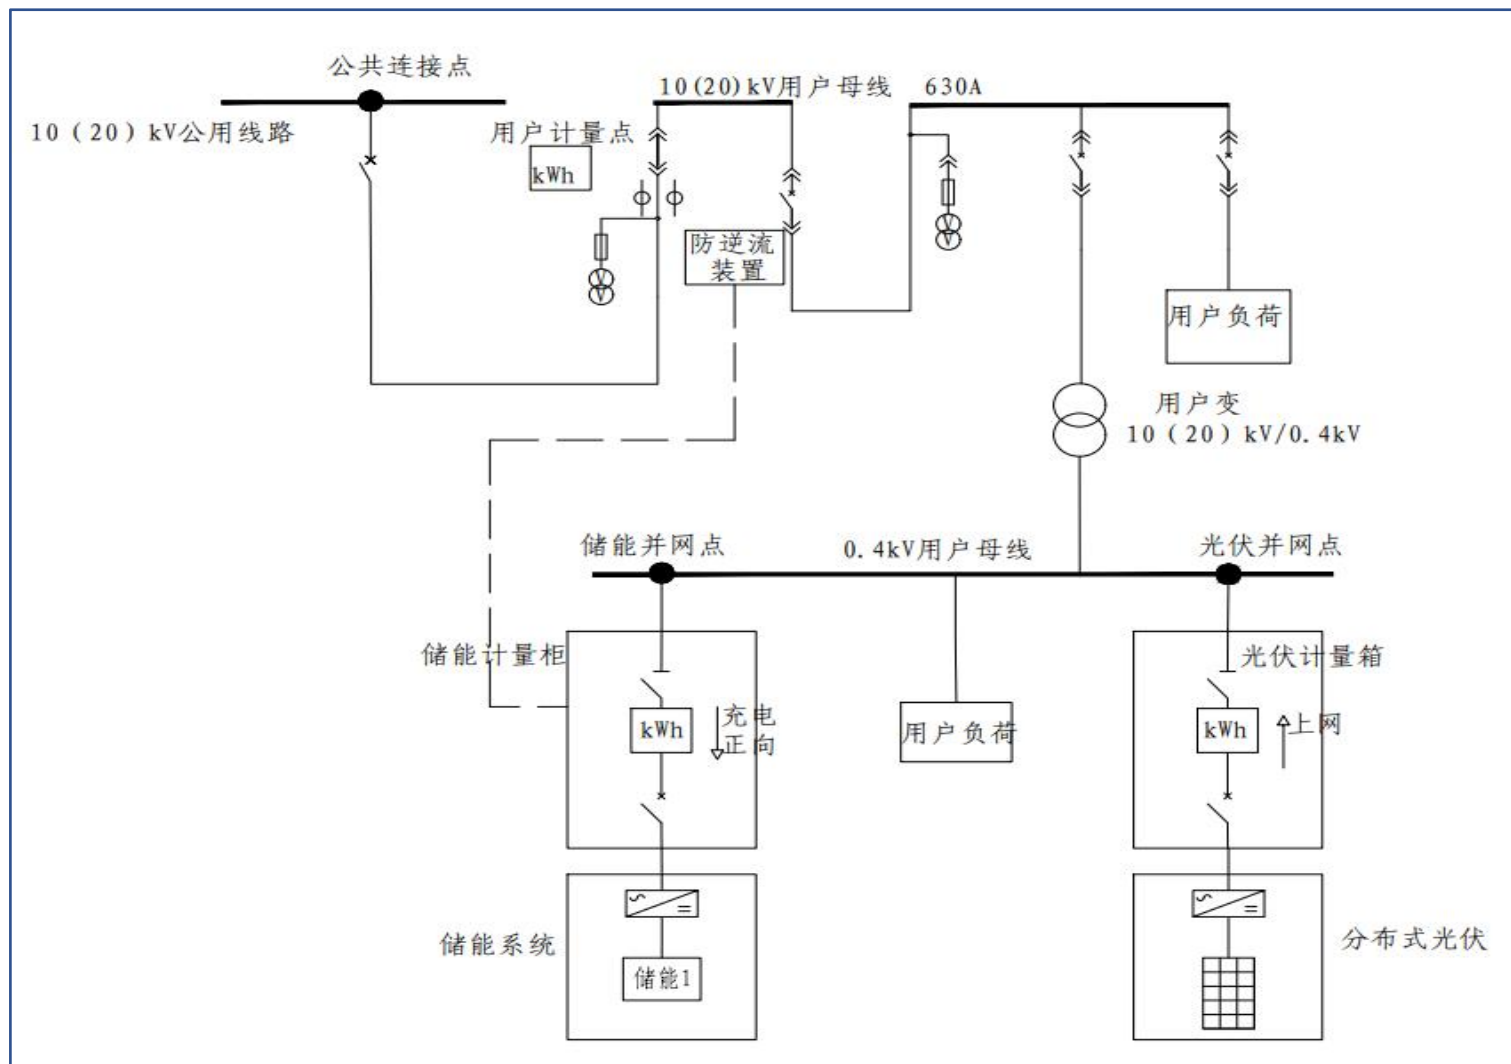 公共连接点
10（20）kV公用线路
用户计量点
kWh
10(20)kV用户母线
630A
防逆流
装置
用户负荷
用户变
10（20）kV/0.4kV
储能并网点
0.4kV用户母线
光伏并网点
储能计量柜
kWh
充电
正向
用户负荷
光伏计量箱
kWh
上网
储能系统
储能1
分布式光伏